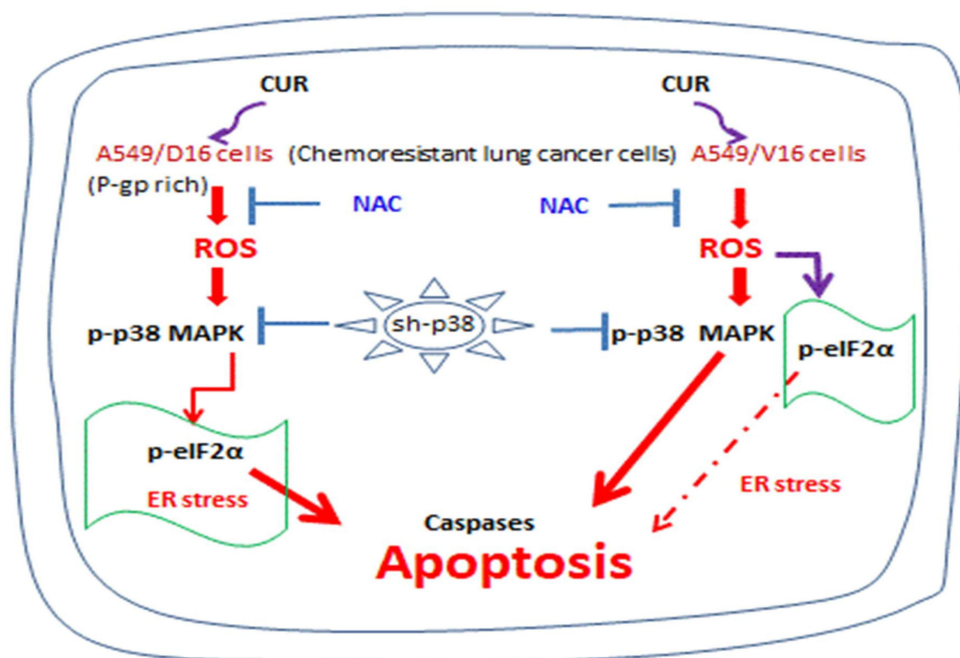 CUR CUR
A549/D16 cells (Chemoresistant lung cancer cells) A549/V16 cells
(P-gp rich)
NAC NAC
ROS ROS
sh-p38
p-p38 MAPK p-p38 MAPK
p-eIF2α
p-eIF2α
ER stress ER stress
Caspases
Apoptosis